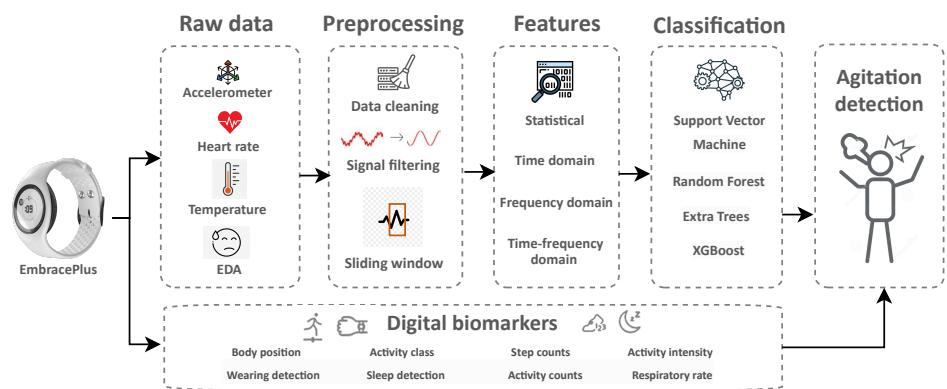 Raw data
Preprocessing
Features
Classification
Accelerometer
Heart rate
Temperature
EDA
Data cleaning
Signal filtering
Sliding window
Statistical
Time domain
Frequency domain
Time-frequency
domain
Support Vector
Machine
Random Forest
Extra Trees
XGBoost
Agitation
detection
EmbracePlus
Digital biomarkers
Body position
Activity class
Step counts
Activity intensity
Wearing detection
Sleep detection
Activity counts
Respiratory rate